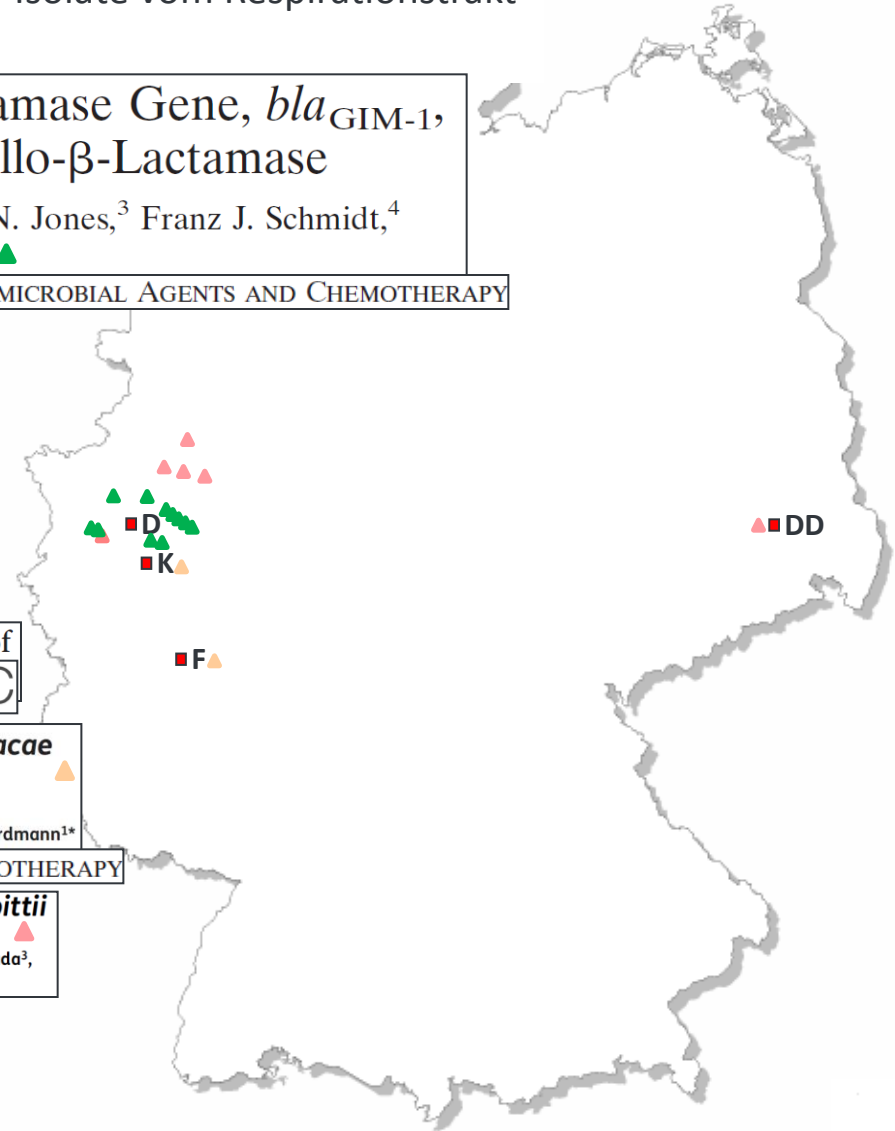 Isolate vom Respirationstrakt
amase Gene, blaGIM-1,
llo-β-Lactamase
N. Jones,³ Franz J. Schmidt,⁴
MICROBIAL AGENTS AND CHEMOTHERAPY
D
DD
K
F
f
C
acae
rdmann¹*
OTHERAPY
pittii
da³,